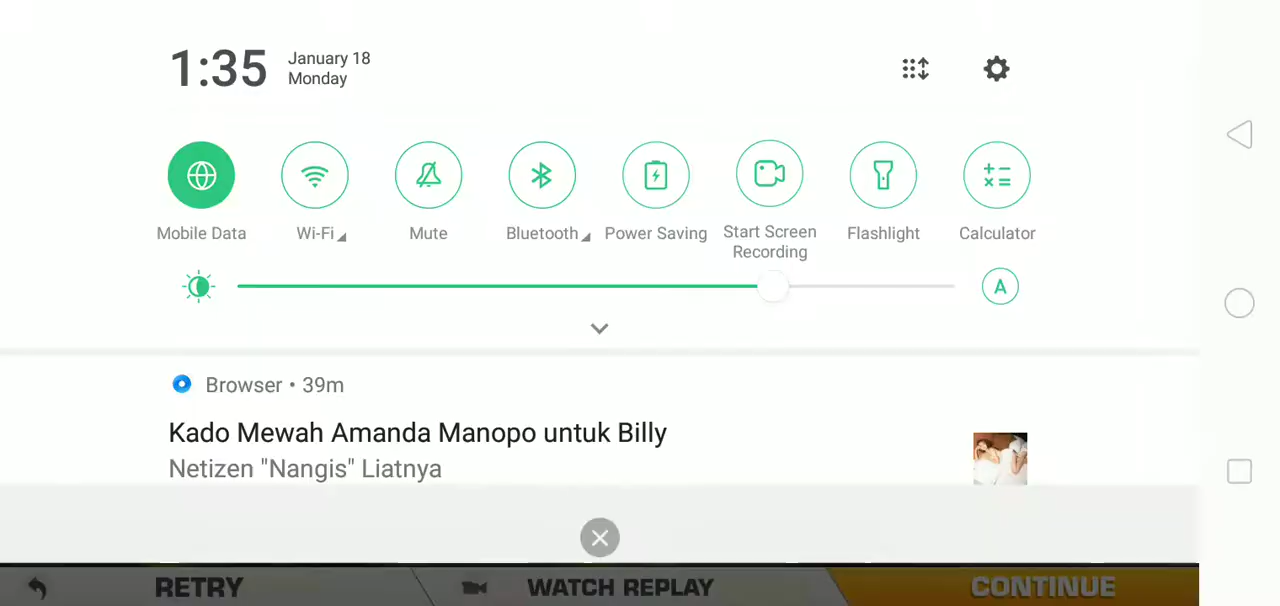 1:35
January 18
Monday
Mobile Data
Wi-Fi
Mute
Bluetooth
Power Saving
Start Screen
Recording
Flashlight
Calculator
A
Browser • 39m
Kado Mewah Amanda Manopo untuk Billy
Netizen "Nangis" Liatnya
RETRY
WATCH REPLAY
CONTINUE